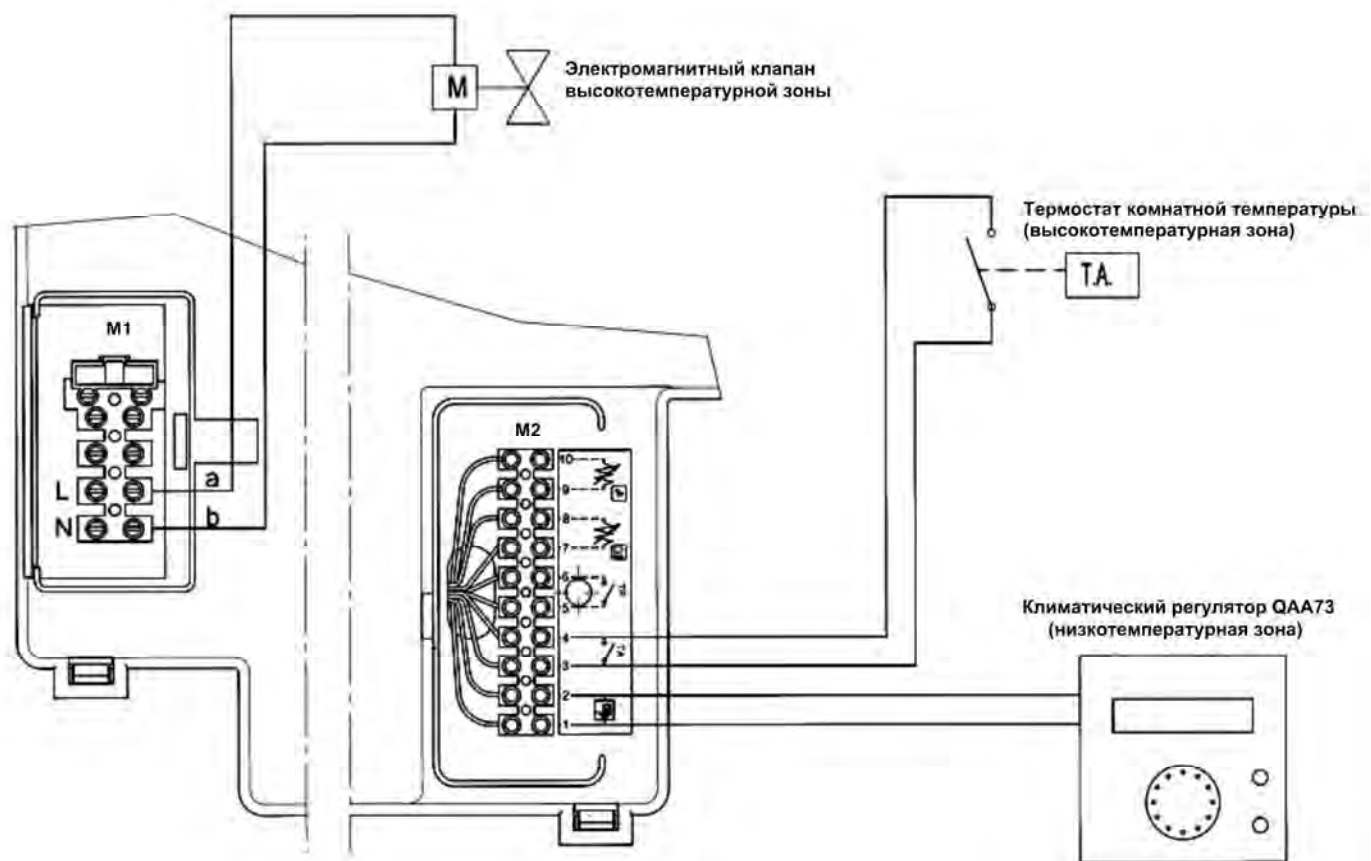 Электромагнитный клапан
высокотемпературной зоны
M
Термостат комнатной температуры
(высокотемпературная зона)
T.A.
M1
L
a
N
b
M2
10
9
8
7
6
5
4
3
2
1
Климатический регулятор QAA73
(низкотемпературная зона)